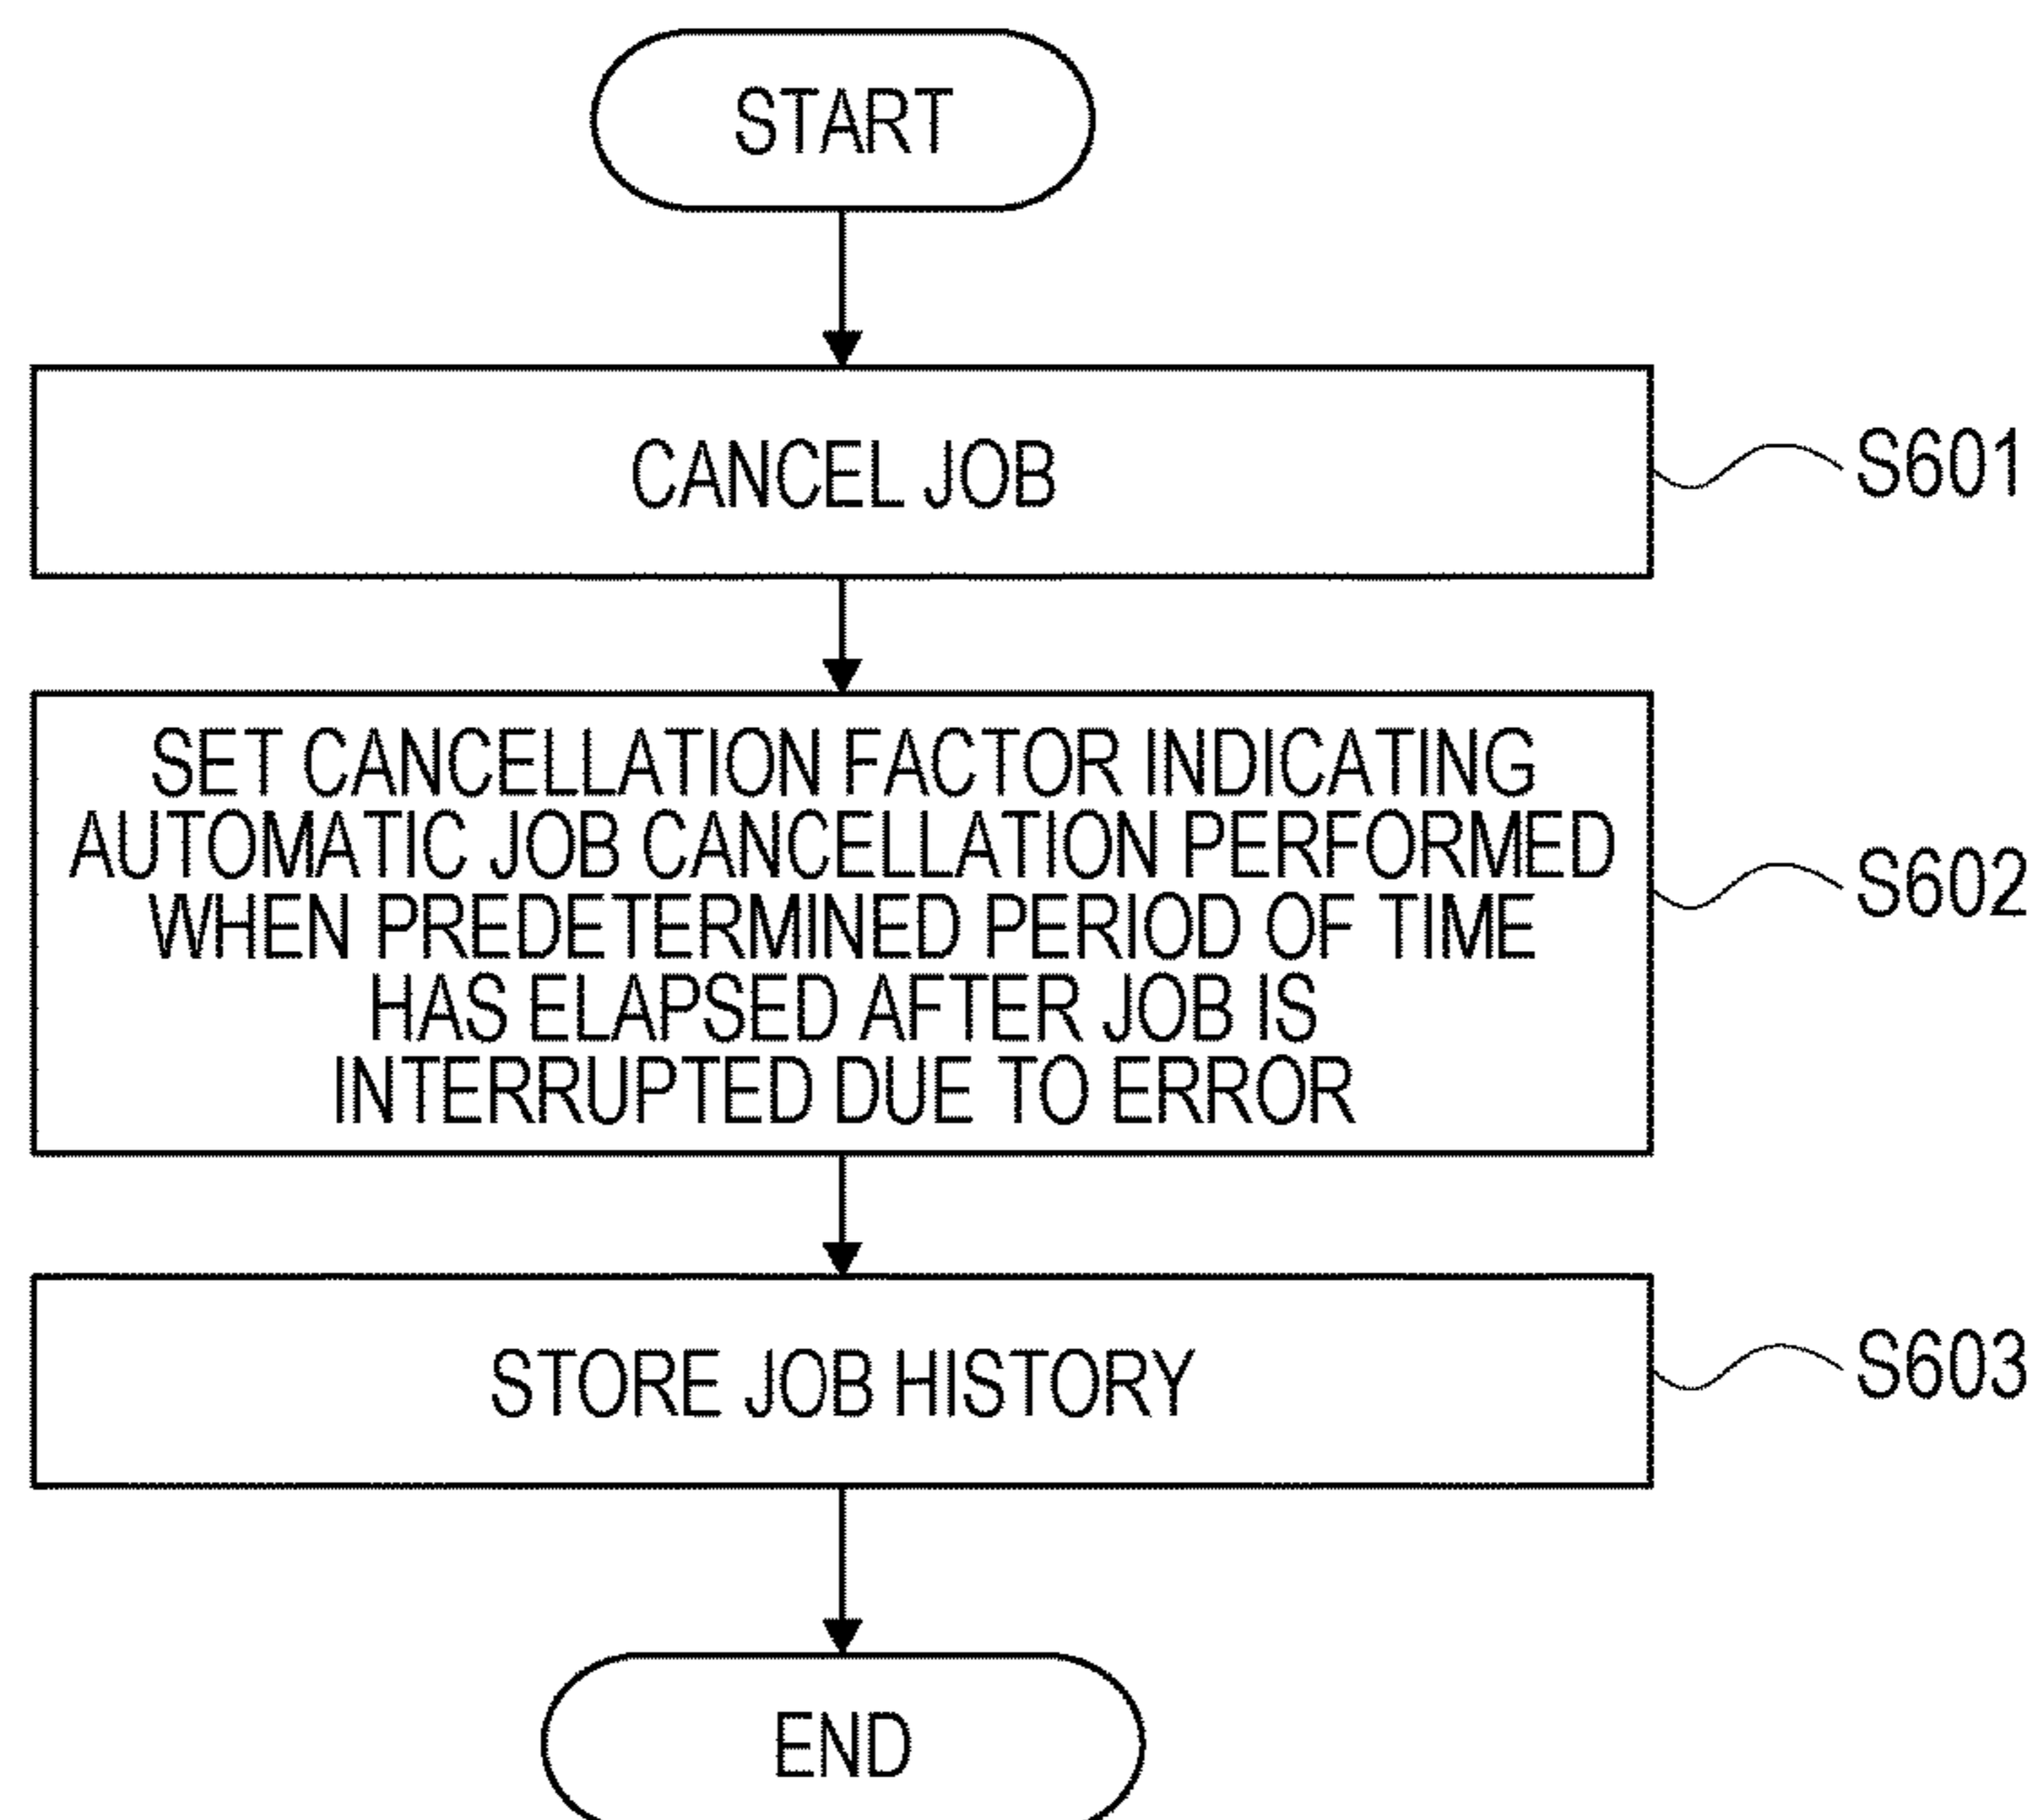 START
CANCEL JOB
S601
SET CANCELLATION FACTOR INDICATING
AUTOMATIC JOB CANCELLATION PERFORMED
WHEN PREDETERMINED PERIOD OF TIME
HAS ELAPSED AFTER JOB IS
INTERRUPTED DUE TO ERROR
S602
STORE JOB HISTORY
S603
END